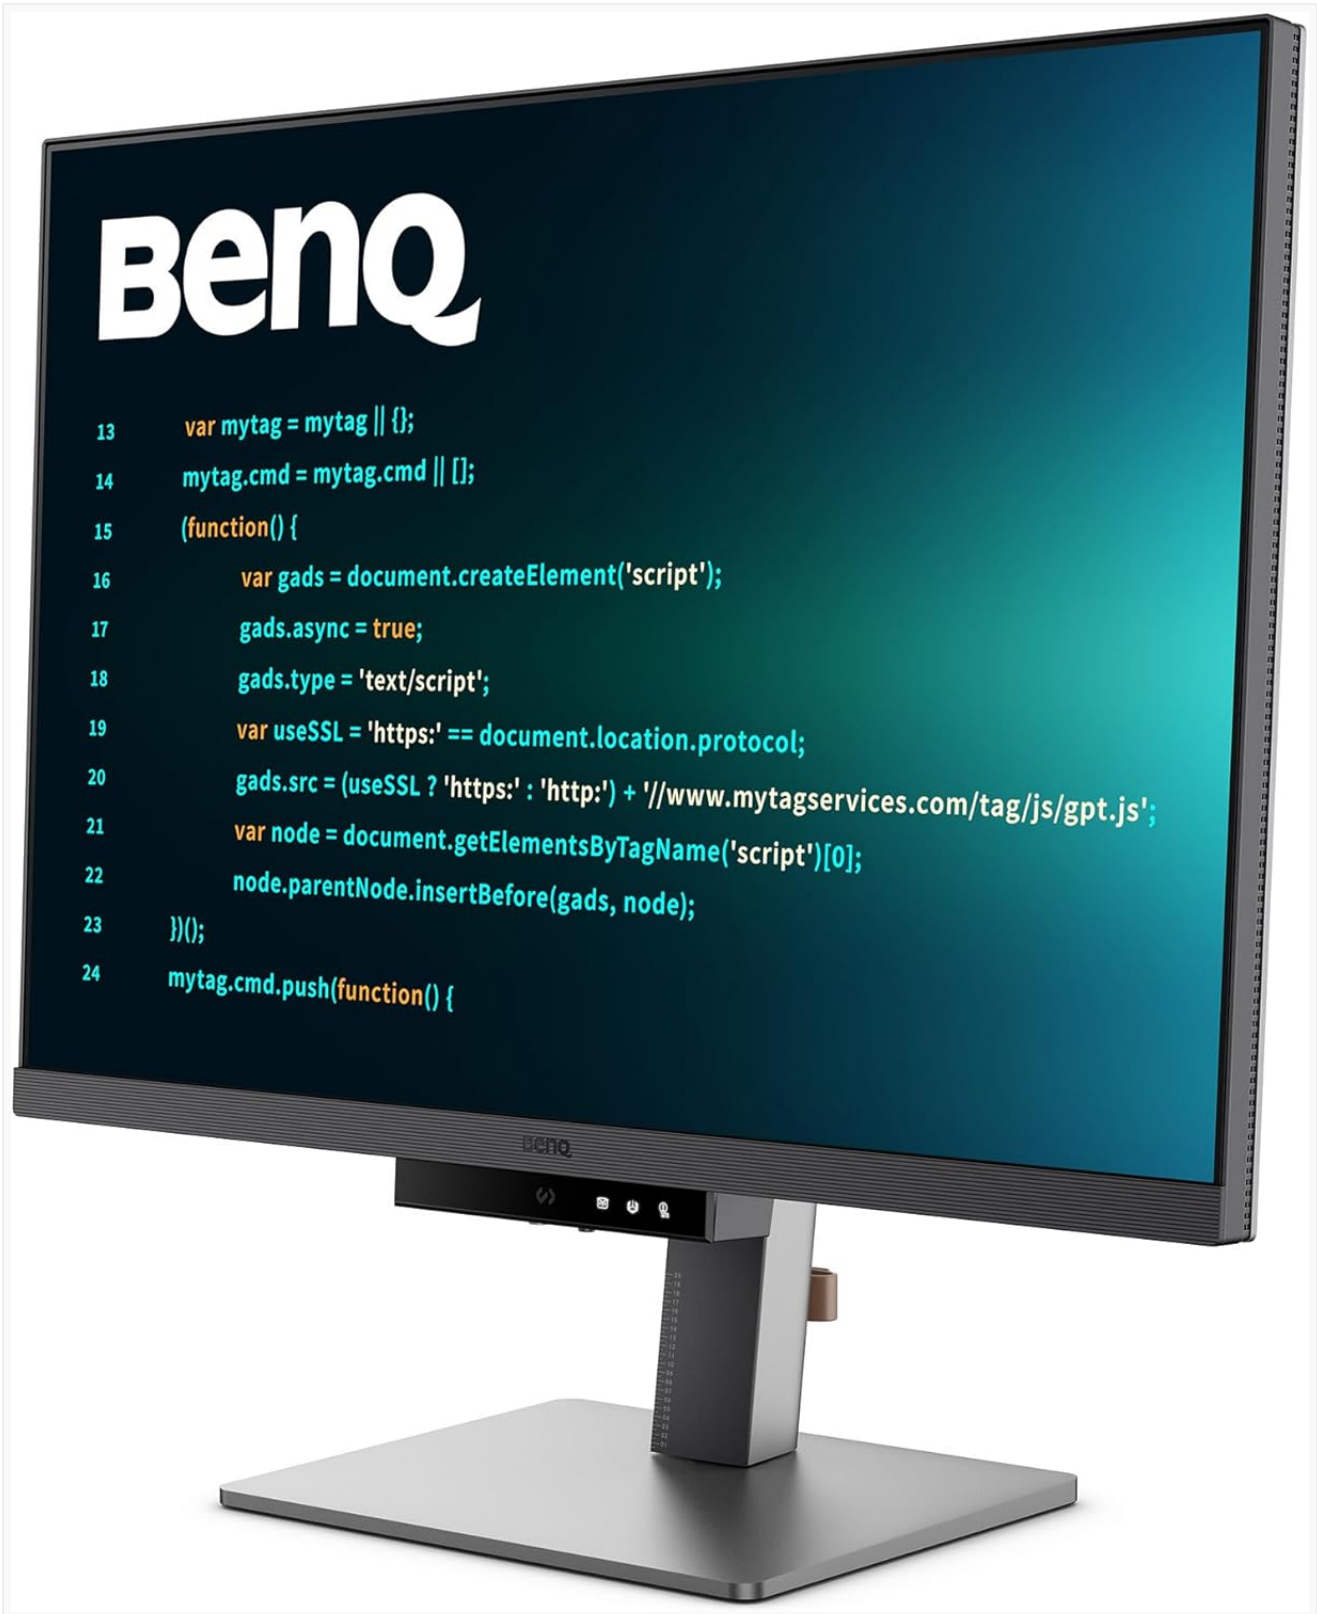 BenQ
13 var mytag = mytag || {};
14 mytag.cmd = mytag.cmd || [];
15 (function() {
16 var gads = document.createElement('script');
17 gads.async = true;
18 gads.type = 'text/script';
19 var useSSL = 'https:' == document.location.protocol;
20 gads.src = (useSSL ? 'https:' : 'http:') + '//www.mytagservices.com/tag/js/gpt.js';
21 var node = document.getElementsByTagName('script')[0];
22 node.parentNode.insertBefore(gads, node);
23 })();
24 mytag.cmd.push(function() {
BenQ